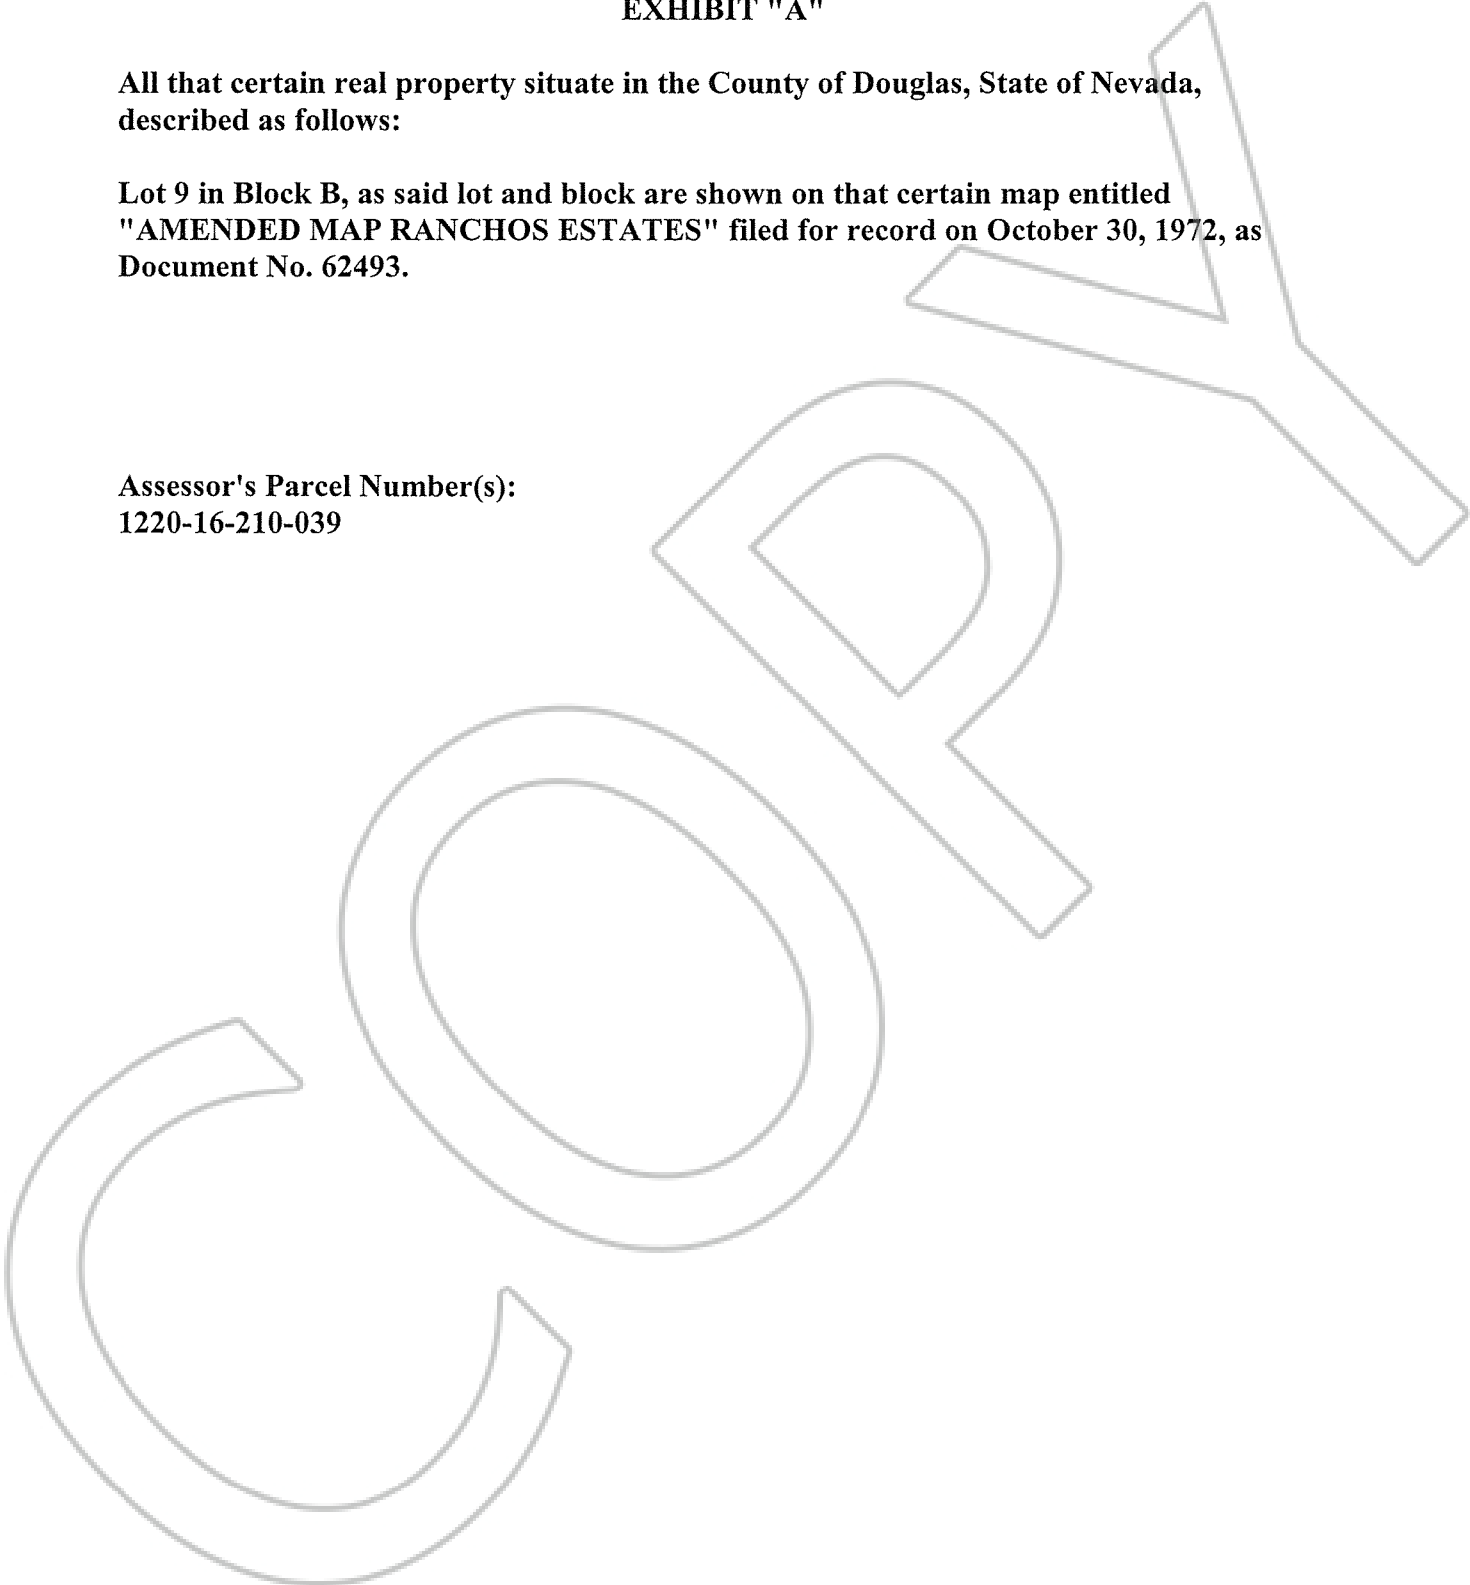 EXHIBIT "A"
All that certain real property situate in the County of Douglas, State of Nevada,
described as follows:
Lot 9 in Block B, as said lot and block are shown on that certain map entitled
"AMENDED MAP RANCHOS ESTATES" filed for record on October 30, 1972, as
Document No. 62493.
Assessor's Parcel Number(s):
1220-16-210-039
COPY